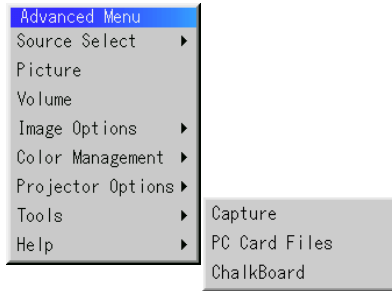 Advanced Menu
Source Select
Picture
Volume
Image Options
Color Management
Projector Options
Tools
Help
Capture
PC Card Files
ChalkBoard